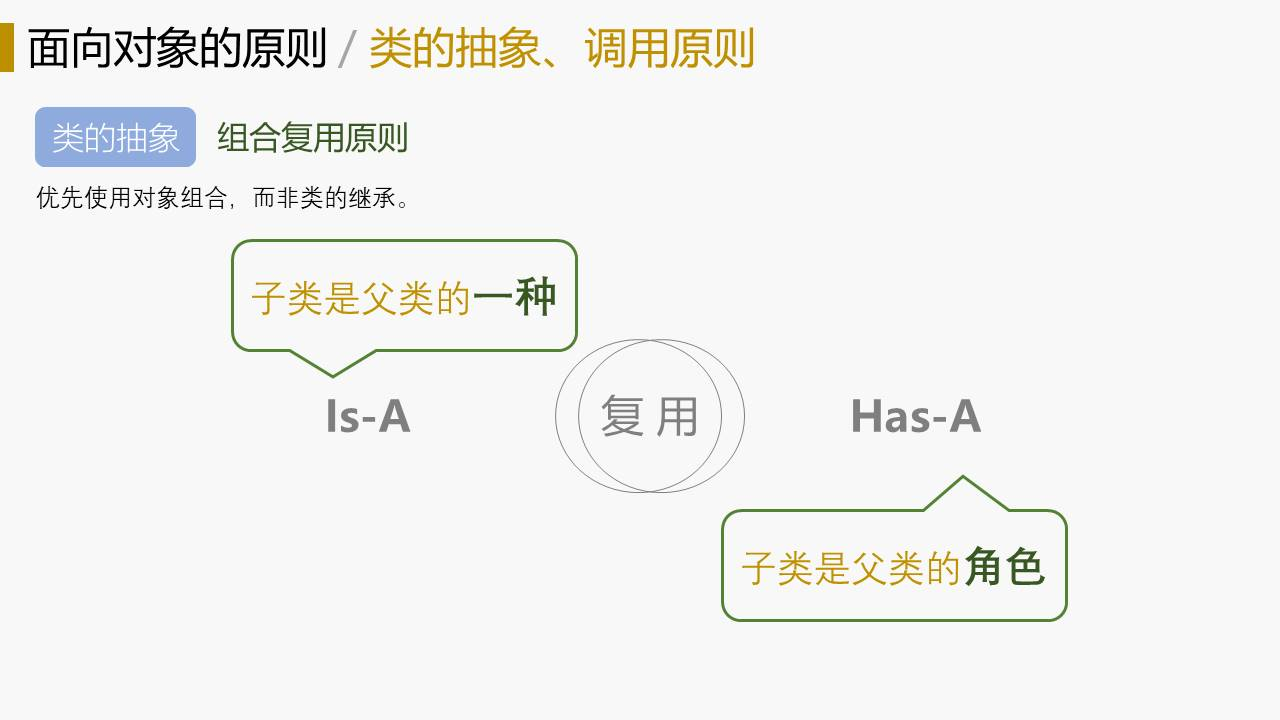 面向对象的原则 / 类的抽象、调用原则
类的抽象 组合复用原则
优先使用对象组合，而非类的继承。
子类是父类的一种
Is-A 复用 Has-A
子类是父类的角色